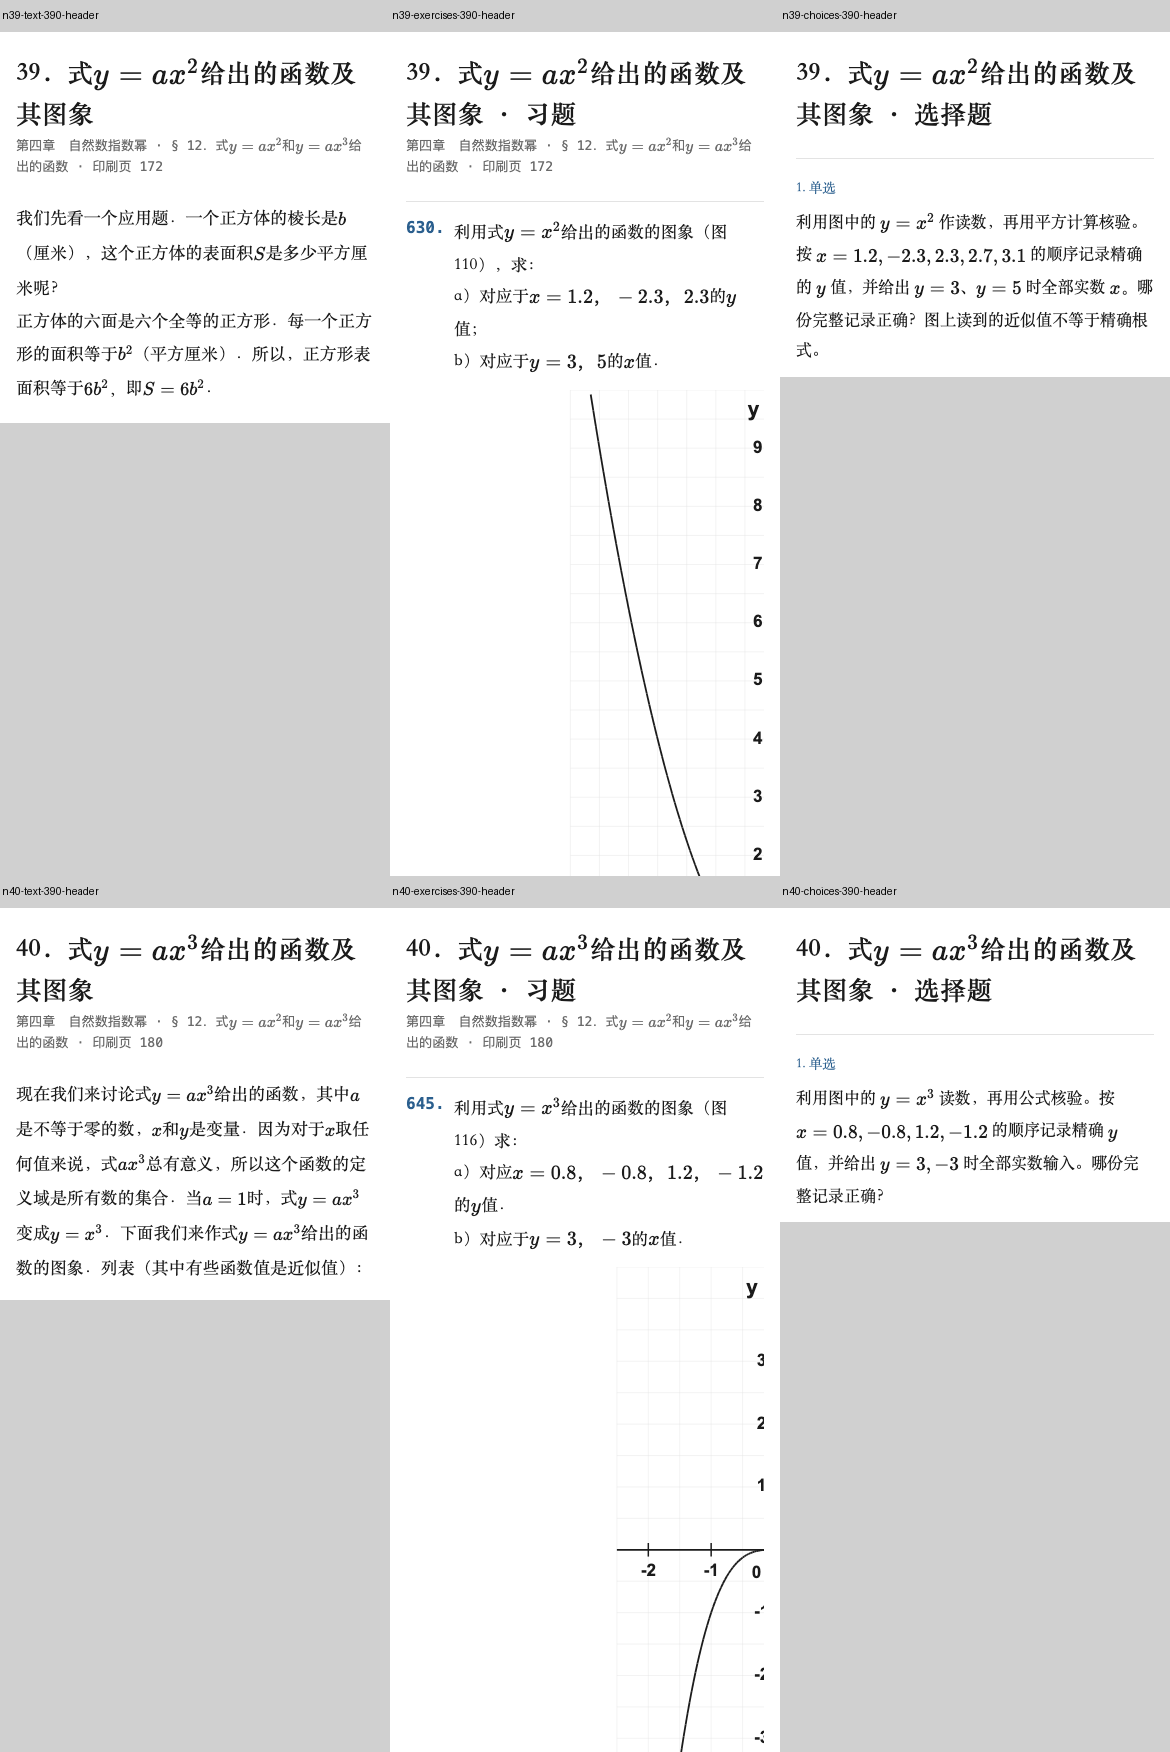 n39-text-390-header
39. 式y = ax²给出的函数及
其图象
第四章 自然数指数幂 · § 12. 式y = ax²和y = ax³给
出的函数 · 印刷页 172
我们先看一个应用题. 一个正方体的棱长是b
（厘米）, 这个正方体的表面积S是多少平方厘
米呢?
正方体的六面是六个全等的正方形. 每一个正方
形的面积等于b²（平方厘米）. 所以, 正方形表
面积等于6b², 即S = 6b².
n39-exercises-390-header
39. 式y = ax²给出的函数及
其图象 · 习题
第四章 自然数指数幂 · § 12. 式y = ax²和y = ax³给
出的函数 · 印刷页 172
630. 利用式y = x²给出的函数的图象（图
110）, 求:
a）对应于x = 1.2, −2.3, 2.3的y
值;
b）对应于y = 3, 5的x值.
y
9
8
7
6
5
4
3
2
n39-choices-390-header
39. 式y = ax²给出的函数及
其图象 · 选择题
1. 单选
利用图中的 y = x² 作读数, 再用平方计算核验。
按 x = 1.2, −2.3, 2.3, 2.7, 3.1 的顺序记录精确
的 y 值, 并给出 y = 3、y = 5 时全部实数 x。哪
份完整记录正确? 图上读到的近似值不等于精确根
式。
n40-text-390-header
40. 式y = ax³给出的函数及
其图象
第四章 自然数指数幂 · § 12. 式y = ax²和y = ax³给
出的函数 · 印刷页 180
现在我们来讨论式y = ax³给出的函数, 其中a
是不等于零的数, x和y是变量. 因为对于x取任
何值来说, 式ax³总有意义, 所以这个函数的定
义域是所有数的集合. 当a = 1时, 式y = ax³
变成y = x³. 下面我们来作式y = ax³给出的函
数的图象. 列表（其中有些函数值是近似值）:
n40-exercises-390-header
40. 式y = ax³给出的函数及
其图象 · 习题
第四章 自然数指数幂 · § 12. 式y = ax²和y = ax³给
出的函数 · 印刷页 180
645. 利用式y = x³给出的函数的图象（图
116）求:
a）对应x = 0.8, −0.8, 1.2, −1.2
的y值.
b）对应于y = 3, −3的x值.
y
3
2
1
-2 -1 0
-1
-2
-3
n40-choices-390-header
40. 式y = ax³给出的函数及
其图象 · 选择题
1. 单选
利用图中的 y = x³ 读数, 再用公式核验。按
x = 0.8, −0.8, 1.2, −1.2 的顺序记录精确 y
值, 并给出 y = 3, −3 时全部实数输入。哪份完
整记录正确?